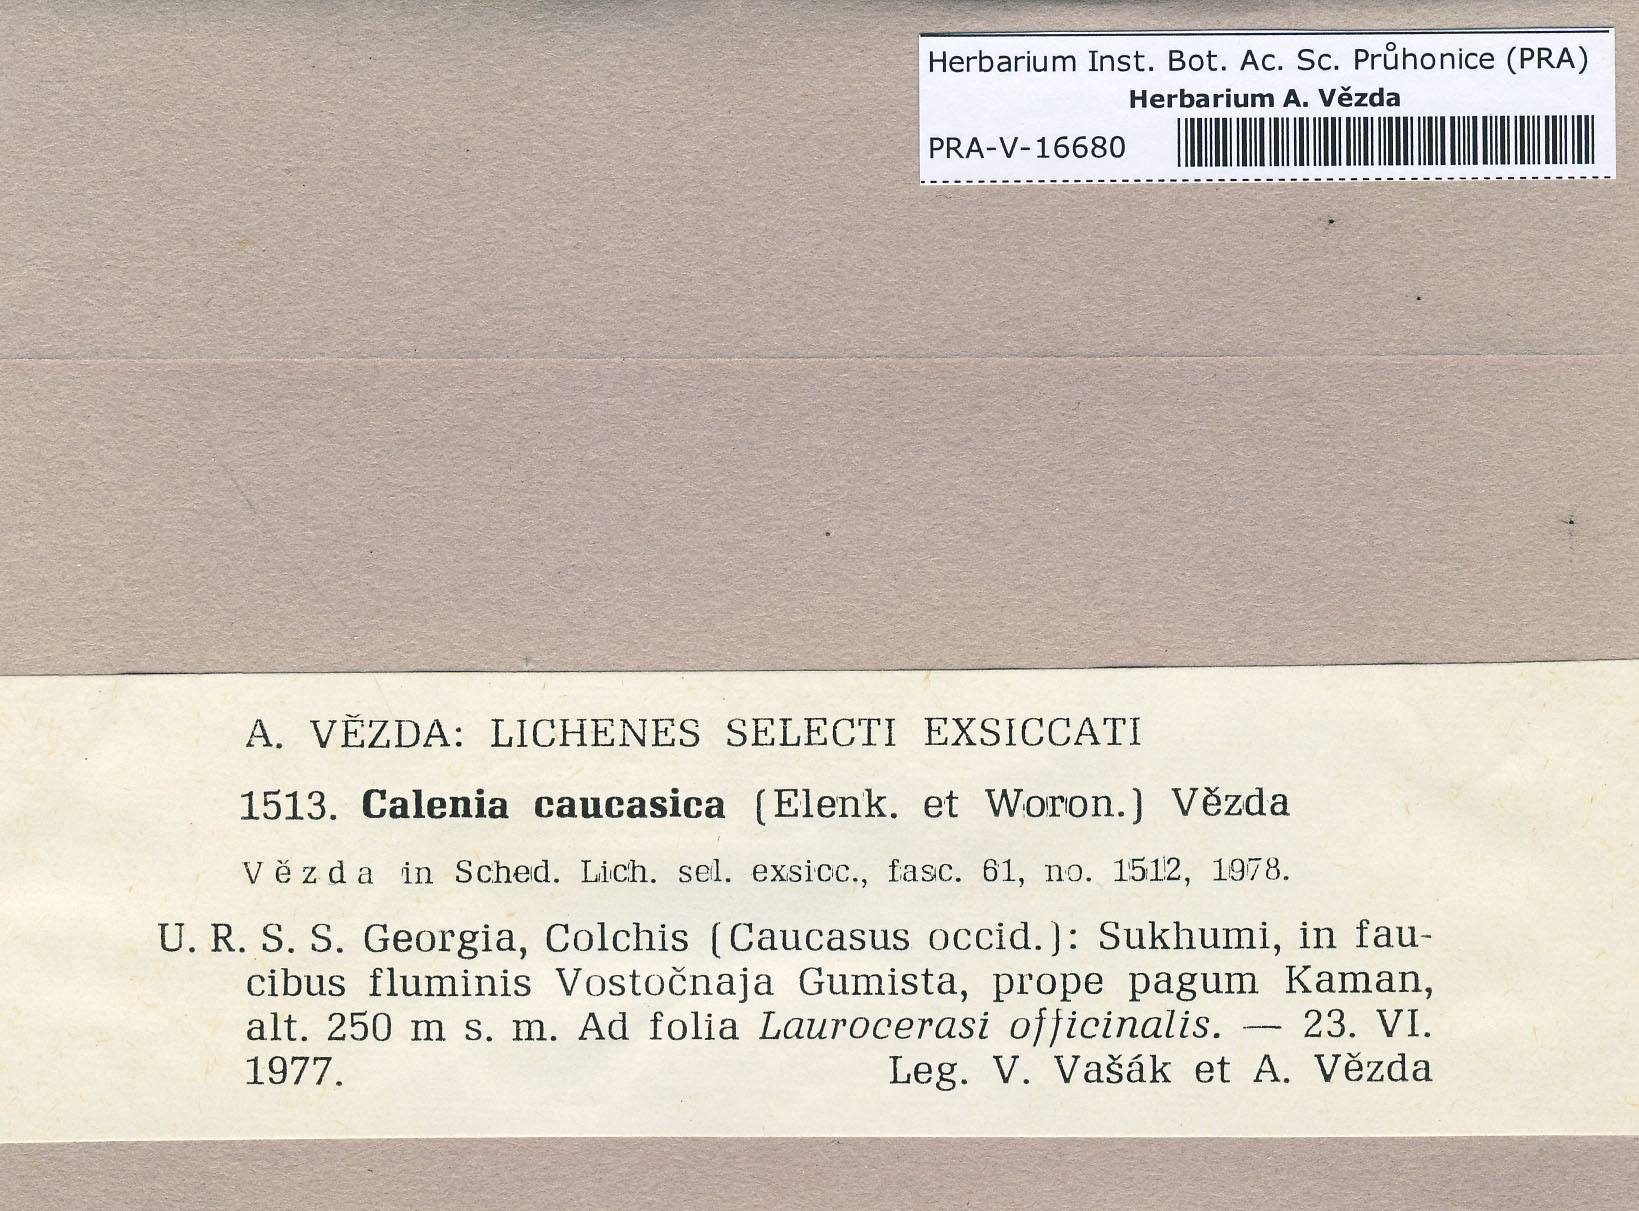 Herbarium Inst. Bot. Ac. Sc. Průhonice (PRA)
Herbarium A. Vězda
PRA-V-16680
A. VĚZDA: LICHENES SELECTI EXSICCATI
1513. Calenia caucasica (Elenk. et Woron.) Vězda
Vězda in Sched. Lich. sel. exsicc., fasc. 61, no. 1512, 1978.
U. R. S. S. Georgia, Colchis (Caucasus occid.): Sukhumi, in fau-
cibus fluminis Vostočnaja Gumista, prope pagum Kaman,
alt. 250 m s. m. Ad folia Laurocerasi officinalis. — 23. VI.
1977. Leg. V. Vašák et A. Vězda